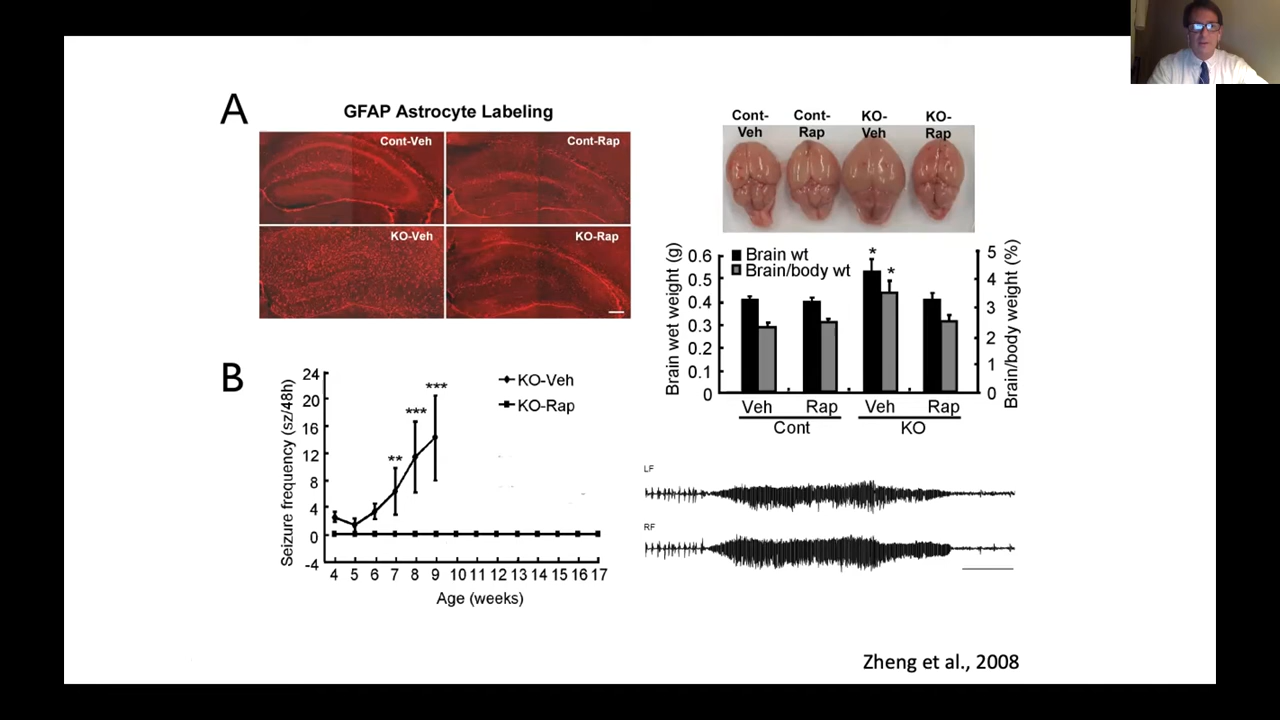 A
GFAP Astrocyte Labeling
Cont-Veh
Cont-Rap
KO-Veh
KO-Rap
Cont-
Veh
Cont-
Rap
KO-
Veh
KO-
Rap
Brain wet weight (g)
0.6
0.5
0.4
0.3
0.2
0.1
0
Brain wt
Brain/body wt
*
*
5
4
3
2
1
0
Brain/body weight (%)
Veh Rap Veh Rap
Cont KO
B
Seizure frequency (sz/48h)
24
20
16
12
8
4
0
-4
KO-Veh
KO-Rap
**
***
***
4 5 6 7 8 9 10 11 12 13 14 15 16 17
Age (weeks)
LF
RF
Zheng et al., 2008